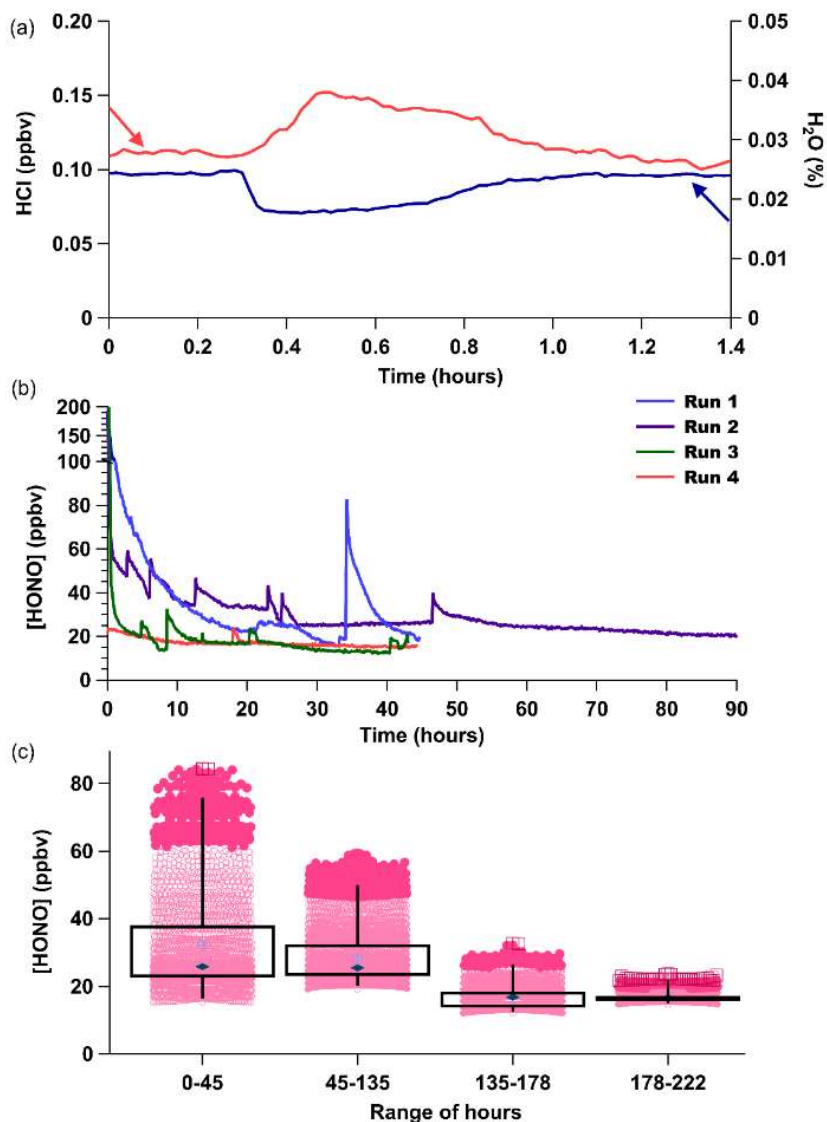 (a)
HCl (ppbv)
0.20
0.15
0.10
0.05
0
H₂O (%)
0.05
0.04
0.03
0.02
0.01
0
0 0.2 0.4 0.6 0.8 1.0 1.2 1.4
Time (hours)
(b)
[HONO] (ppbv)
200
150
100
80
60
40
20
0
Run 1
Run 2
Run 3
Run 4
0 10 20 30 40 50 60 70 80 90
Time (hours)
(c)
[HONO] (ppbv)
80
60
40
20
0
0-45 45-135 135-178 178-222
Range of hours